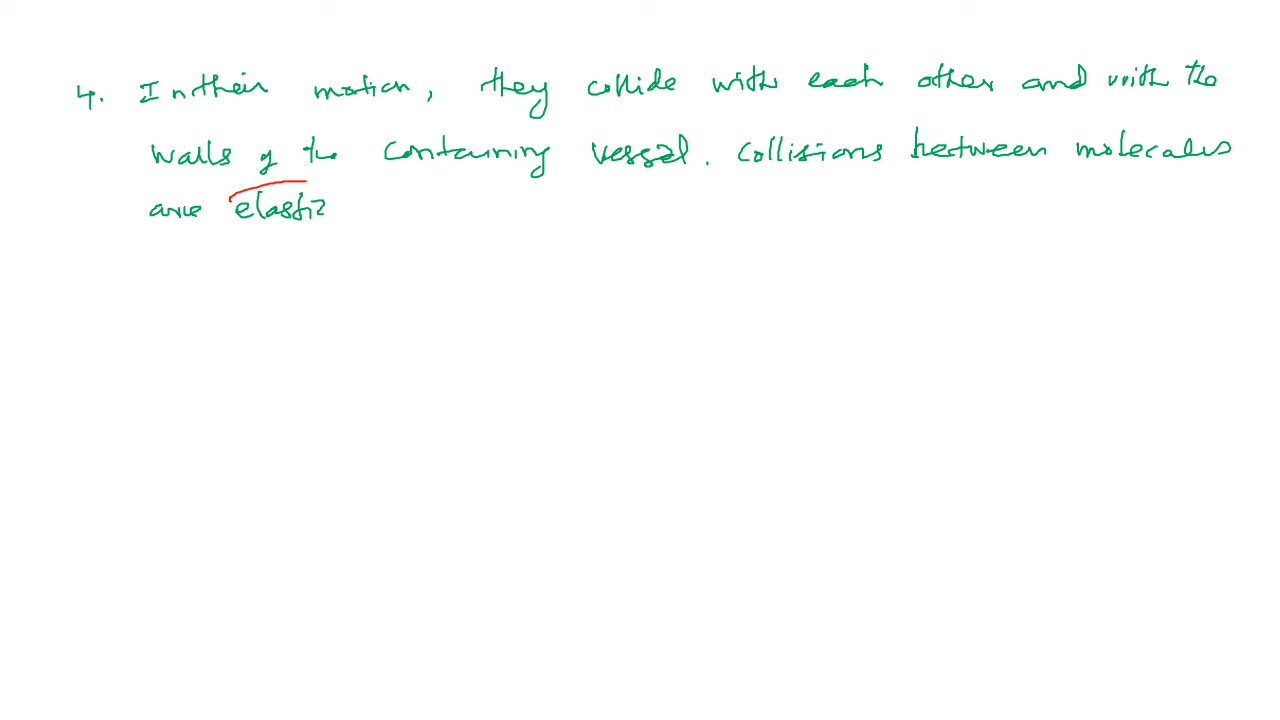 4. In their motion, they collide with each other and with the
walls of the containing vessel. Collisions between molecules
are elastic